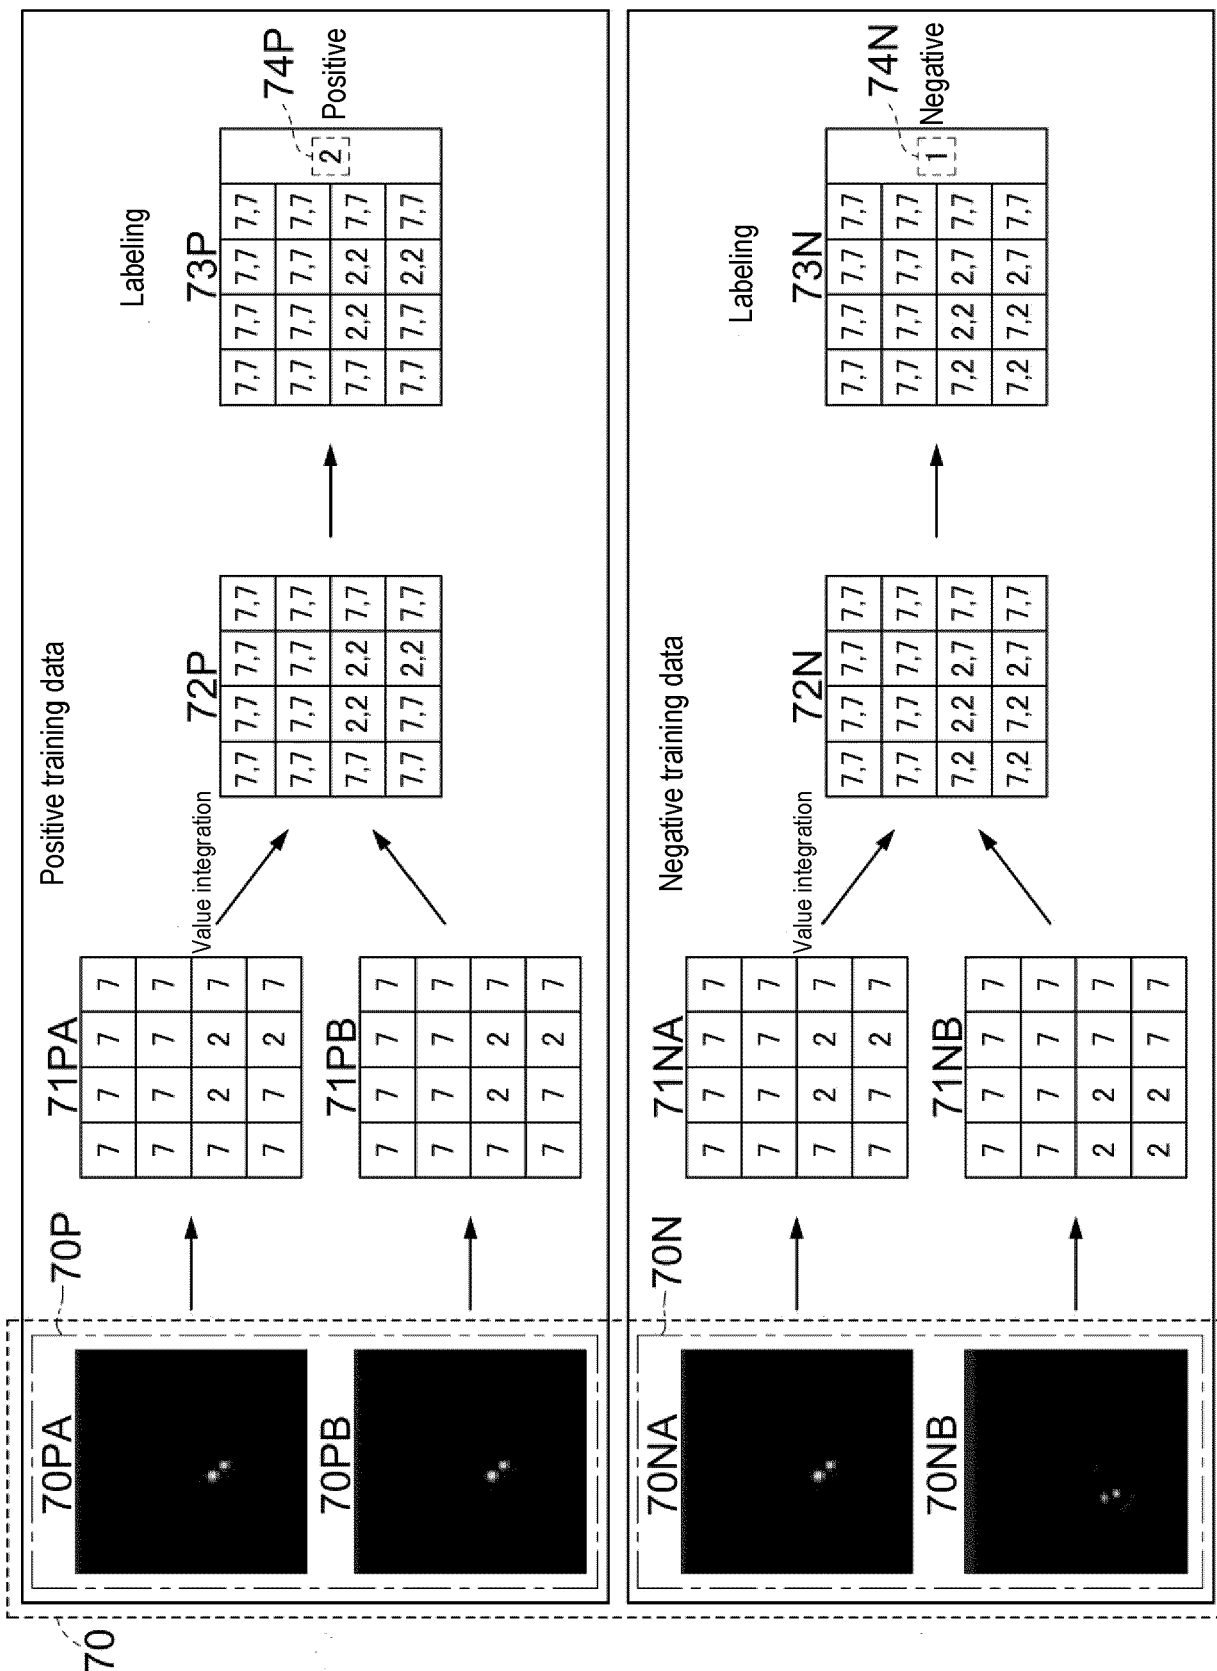 70
Positive training data
70P
70PA
70PB
71PA
7 7 7 7
7 7 7 7
7 2 2 7
7 7 2 7
71PB
7 7 7 7
7 7 7 7
7 2 2 7
7 7 2 7
Value integration
72P
7,7 7,7 7,7 7,7
7,7 7,7 7,7 7,7
7,7 2,2 2,2 7,7
7,7 7,7 2,2 7,7
Labeling
73P
7,7 7,7 7,7 7,7
7,7 7,7 7,7 7,7
7,7 2,2 2,2 7,7
7,7 7,7 2,2 7,7
2
74P
Positive
Negative training data
70N
70NA
70NB
71NA
7 7 7 7
7 7 7 7
7 2 2 7
7 7 2 7
71NB
7 7 7 7
7 7 7 7
2 2 7 7
2 2 7 7
Value integration
72N
7,7 7,7 7,7 7,7
7,7 7,7 7,7 7,7
7,2 2,2 2,7 7,7
7,2 7,2 2,7 7,7
Labeling
73N
7,7 7,7 7,7 7,7
7,7 7,7 7,7 7,7
7,2 2,2 2,7 7,7
7,2 7,2 2,7 7,7
1
74N
Negative